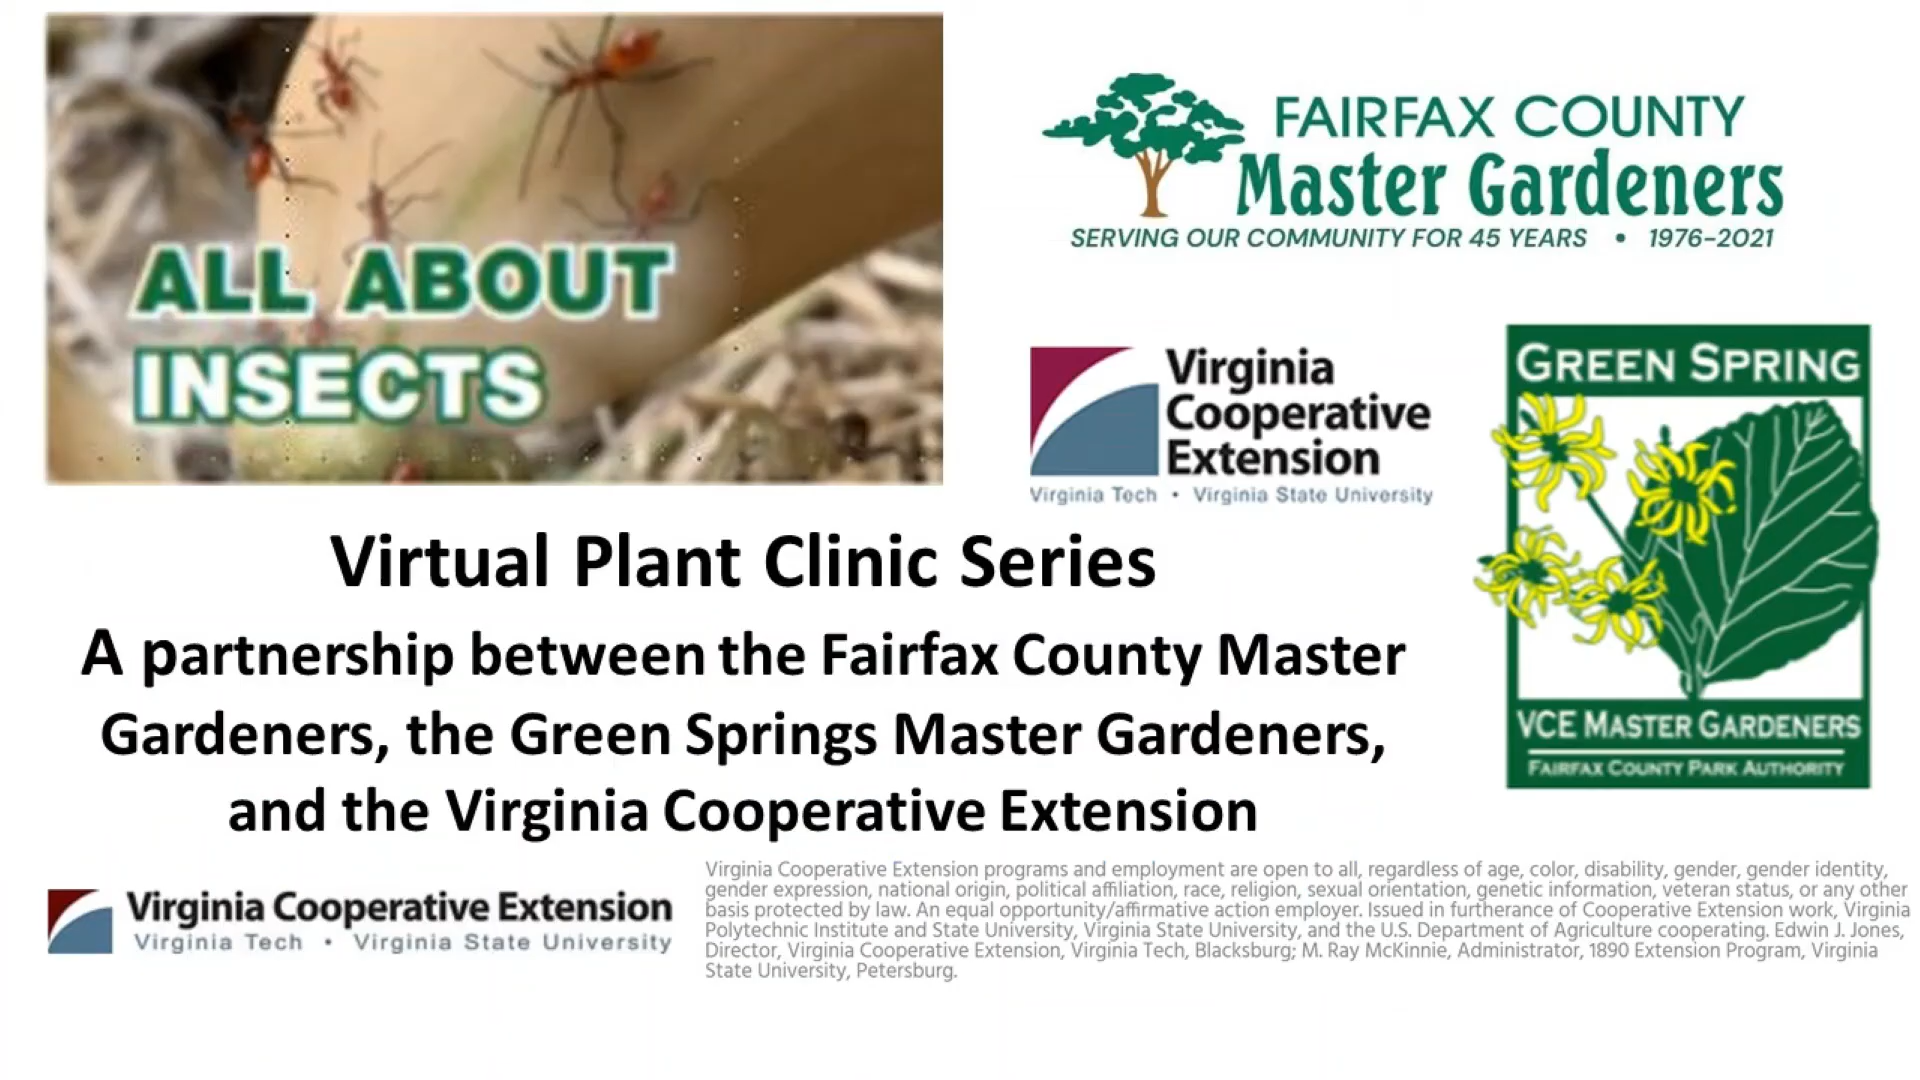 ALL ABOUT
INSECTS
FAIRFAX COUNTY
Master Gardeners
SERVING OUR COMMUNITY FOR 45 YEARS • 1976-2021
Virginia
Cooperative
Extension
Virginia Tech • Virginia State University
GREEN SPRING
VCE MASTER GARDENERS
FAIRFAX COUNTY PARK AUTHORITY
Virtual Plant Clinic Series
A partnership between the Fairfax County Master
Gardeners, the Green Springs Master Gardeners,
and the Virginia Cooperative Extension
Virginia Cooperative Extension
Virginia Tech • Virginia State University
Virginia Cooperative Extension programs and employment are open to all, regardless of age, color, disability, gender, gender identity,
gender expression, national origin, political affiliation, race, religion, sexual orientation, genetic information, veteran status, or any other
basis protected by law. An equal opportunity/affirmative action employer. Issued in furtherance of Cooperative Extension work, Virginia
Polytechnic Institute and State University, Virginia State University, and the U.S. Department of Agriculture cooperating. Edwin J. Jones,
Director, Virginia Cooperative Extension, Virginia Tech, Blacksburg; M. Ray McKinnie, Administrator, 1890 Extension Program, Virginia
State University, Petersburg.